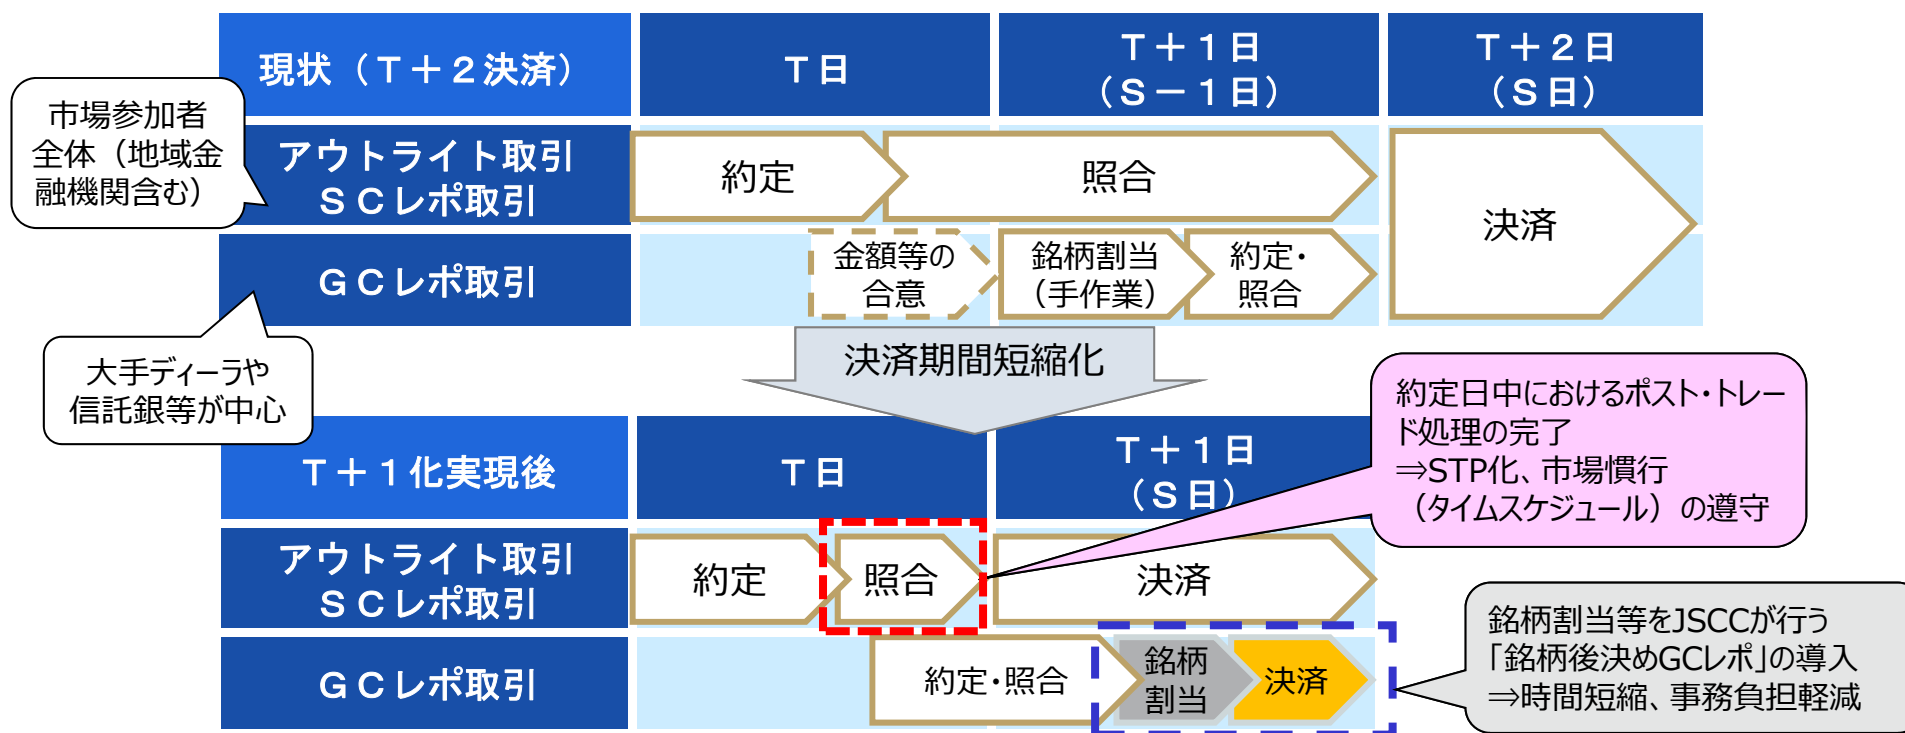 現状（Ｔ＋２決済）
Ｔ日
Ｔ＋１日
（Ｓ－１日）
Ｔ＋２日
（Ｓ日）
市場参加者
全体（地域金
融機関含む）
アウトライト取引
ＳＣレポ取引
約定
照合
決済
ＧＣレポ取引
金額等の
合意
銘柄割当
（手作業）
約定・
照合
大手ディーラや
信託銀等が中心
決済期間短縮化
約定日中におけるポスト・トレー
ド処理の完了
⇒STP化、市場慣行
（タイムスケジュール）の遵守
Ｔ＋１化実現後
Ｔ日
Ｔ＋１日
（Ｓ日）
アウトライト取引
ＳＣレポ取引
約定
照合
決済
ＧＣレポ取引
約定・照合
銘柄
割当
決済
銘柄割当等をJSCCが行う
「銘柄後決めGCレポ」の導入
⇒時間短縮、事務負担軽減